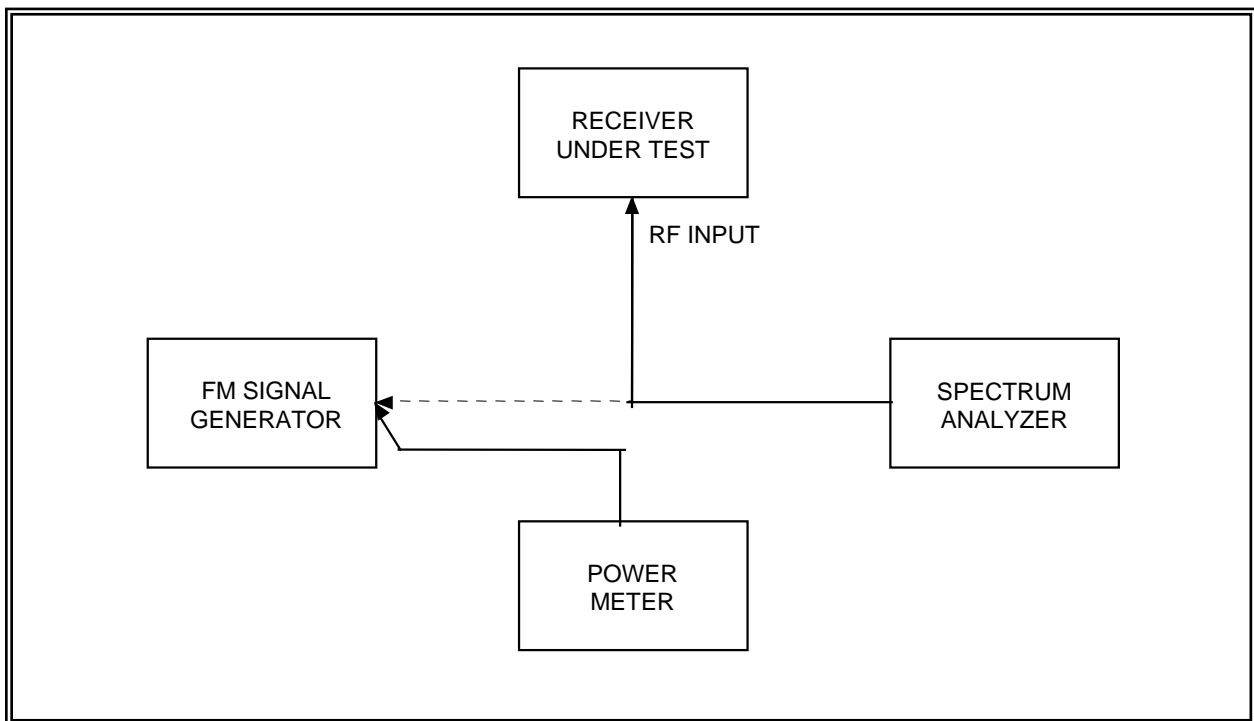 RECEIVER
UNDER TEST
RF INPUT
FM SIGNAL
GENERATOR
SPECTRUM
ANALYZER
POWER
METER